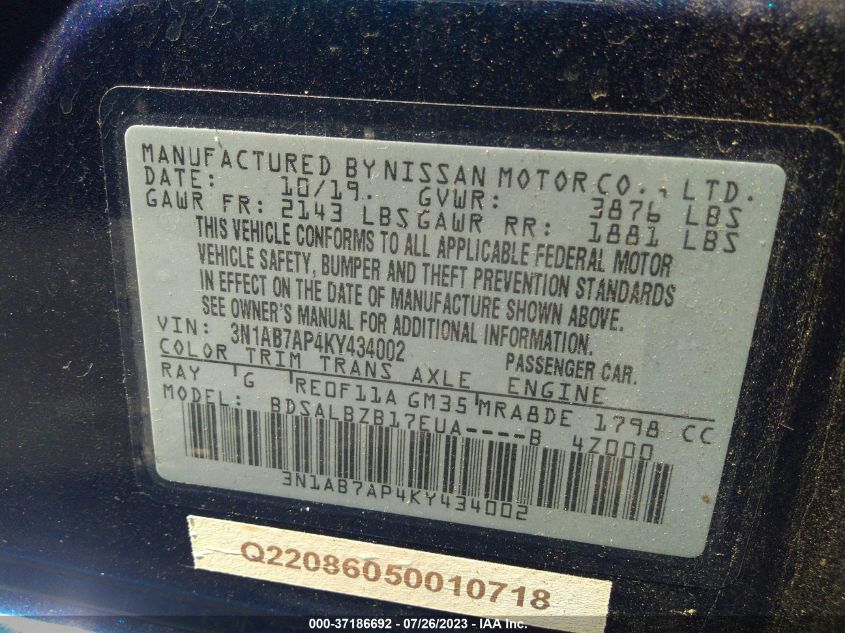 MANUFACTURED BY NISSAN MOTOR CO., LTD.
DATE: 10/19. GVWR: 3876 LBS
GAWR FR: 2143 LBS GAWR RR: 1881 LBS
THIS VEHICLE CONFORMS TO ALL APPLICABLE FEDERAL MOTOR
VEHICLE SAFETY, BUMPER AND THEFT PREVENTION STANDARDS
IN EFFECT ON THE DATE OF MANUFACTURE SHOWN ABOVE.
SEE OWNER'S MANUAL FOR ADDITIONAL INFORMATION.
VIN: 3N1AB7AP4KY434002 PASSENGER CAR.
COLOR TRIM TRANS AXLE ENGINE
RAY G RE0F11A GM35 MRA8DE 1798 CC
MODEL: BDSALBZB17EUA----B 4Z000
3N1AB7AP4KY434002
Q22086050010718
000-37186692 - 07/26/2023 - IAA Inc.